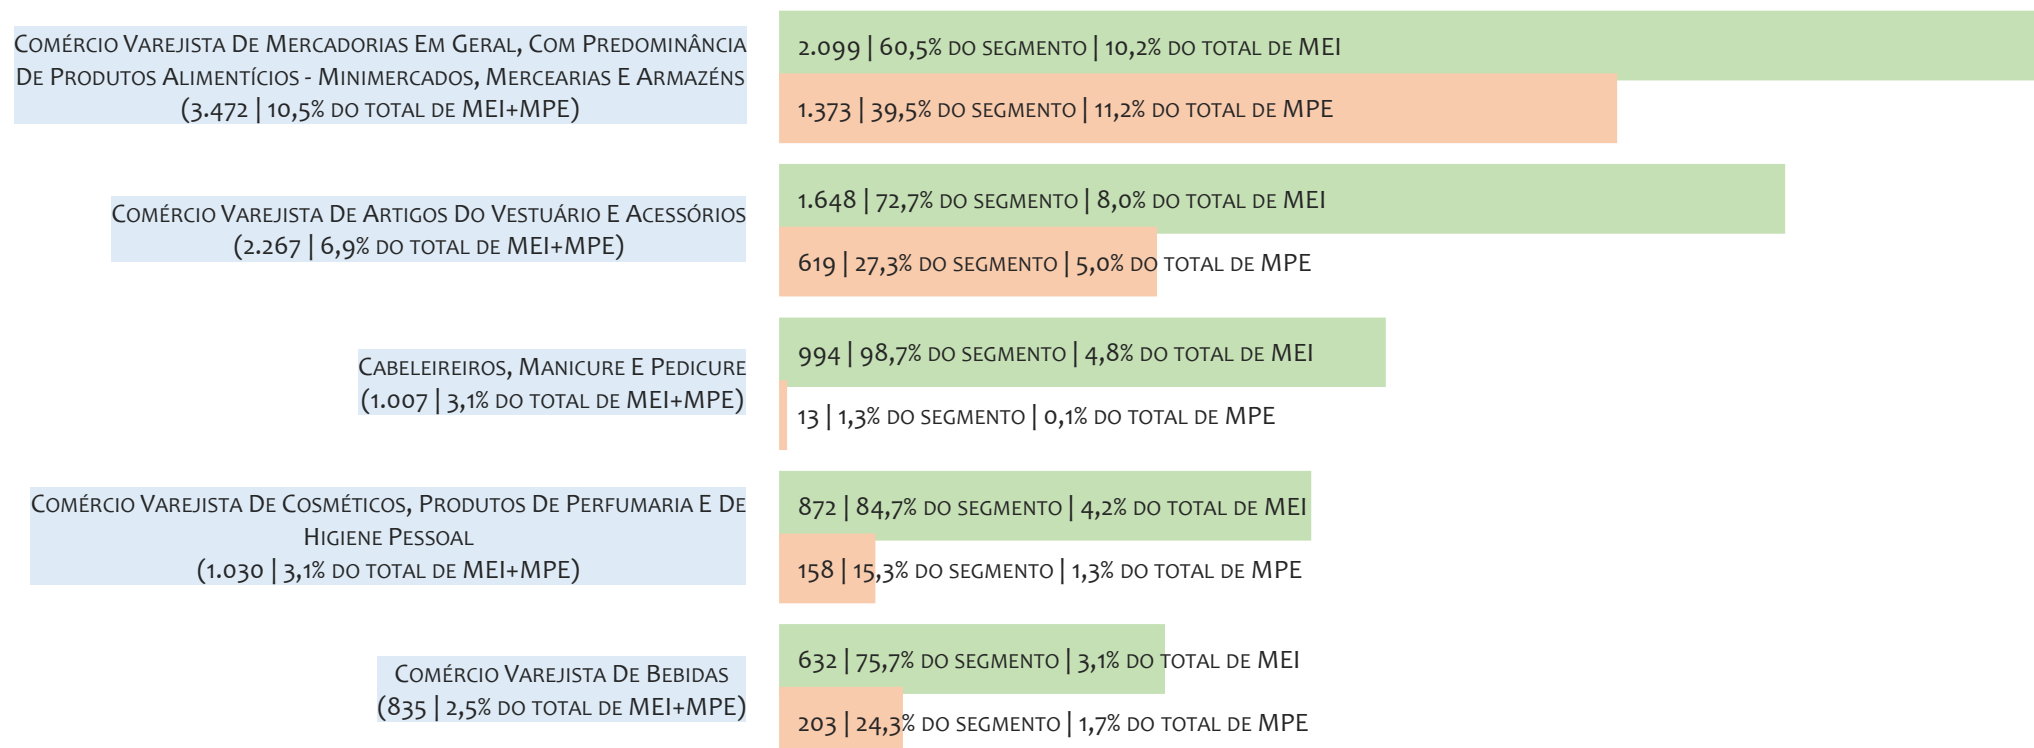 Comércio Varejista De Mercadorias Em Geral, Com Predominância
De Produtos Alimentícios - Minimercados, Mercearias E Armazéns
(3.472 | 10,5% do total de MEI+MPE)
2.099 | 60,5% do segmento | 10,2% do total de MEI
1.373 | 39,5% do segmento | 11,2% do total de MPE
Comércio Varejista De Artigos Do Vestuário E Acessórios
(2.267 | 6,9% do total de MEI+MPE)
1.648 | 72,7% do segmento | 8,0% do total de MEI
619 | 27,3% do segmento | 5,0% do total de MPE
Cabeleireiros, Manicure E Pedicure
(1.007 | 3,1% do total de MEI+MPE)
994 | 98,7% do segmento | 4,8% do total de MEI
13 | 1,3% do segmento | 0,1% do total de MPE
Comércio Varejista De Cosméticos, Produtos De Perfumaria E De
Higiene Pessoal
(1.030 | 3,1% do total de MEI+MPE)
872 | 84,7% do segmento | 4,2% do total de MEI
158 | 15,3% do segmento | 1,3% do total de MPE
Comércio Varejista De Bebidas
(835 | 2,5% do total de MEI+MPE)
632 | 75,7% do segmento | 3,1% do total de MEI
203 | 24,3% do segmento | 1,7% do total de MPE